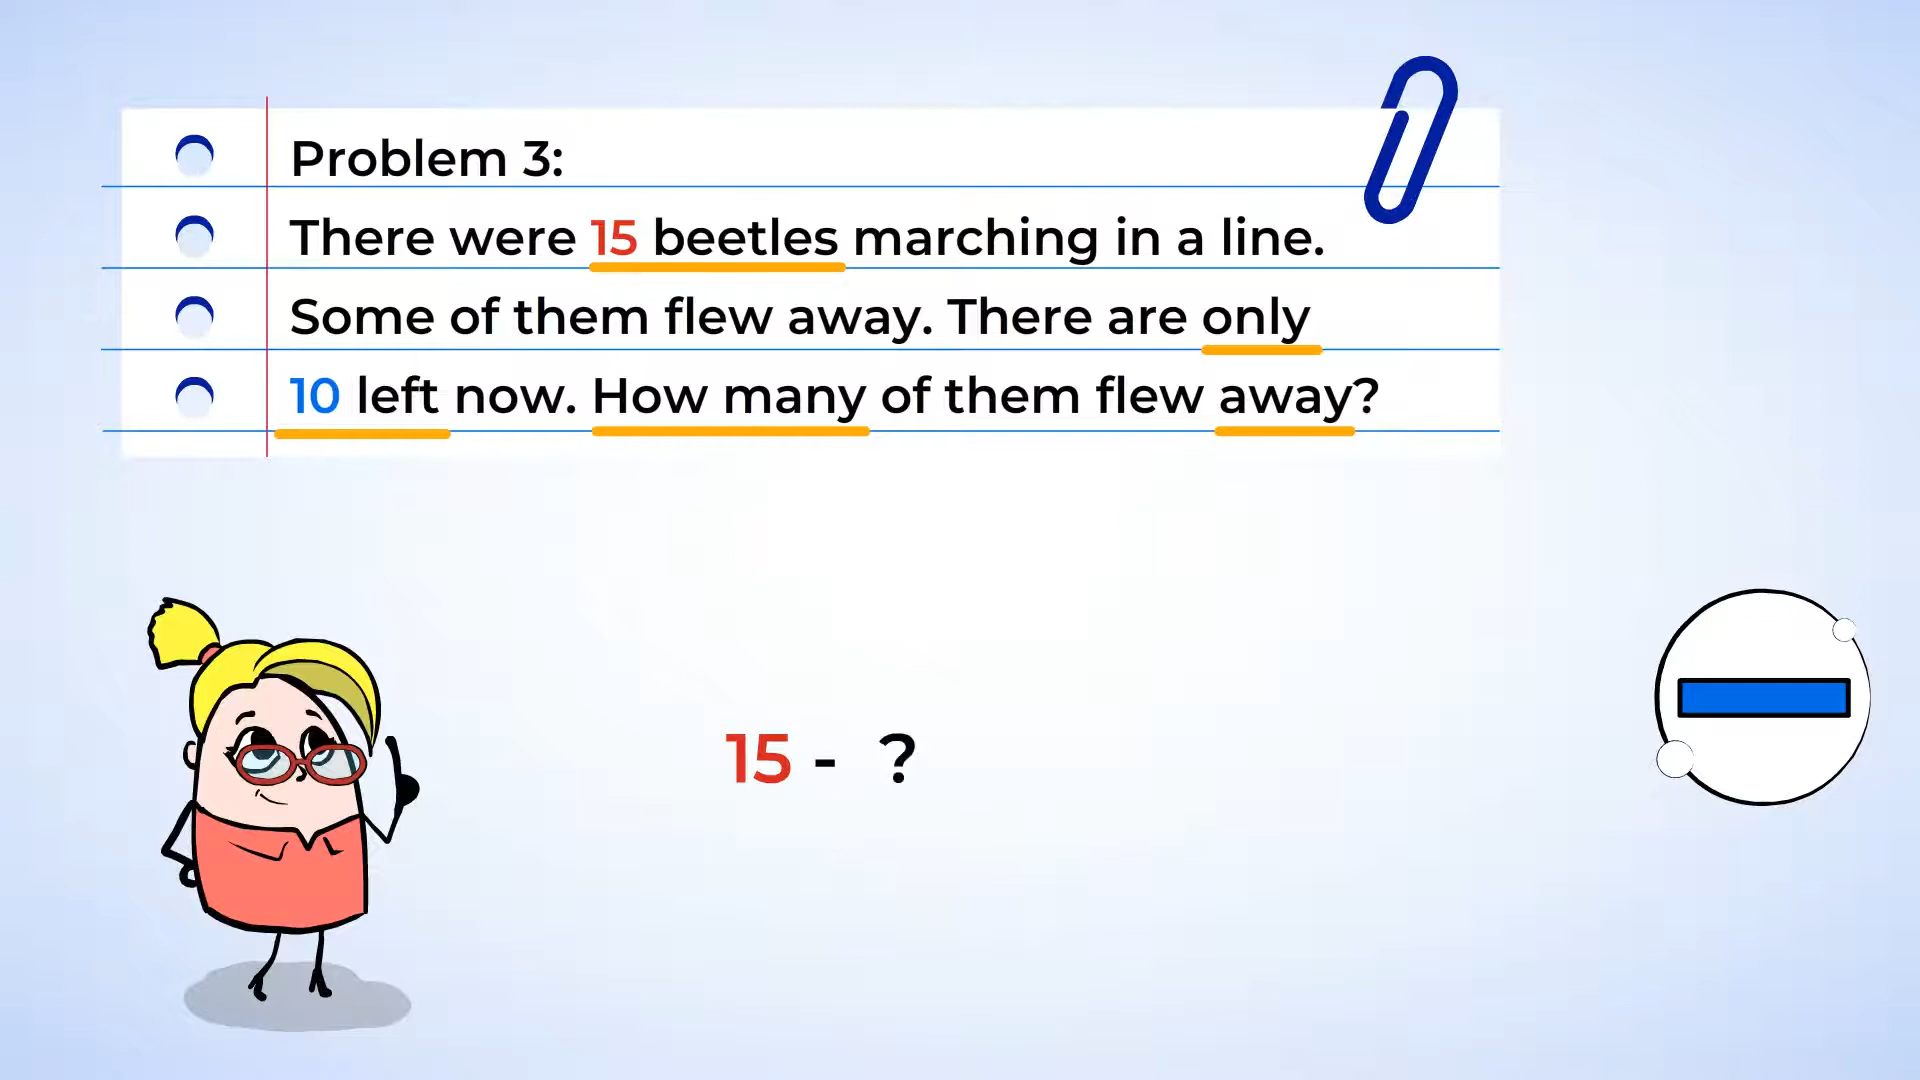 Problem 3:
There were 15 beetles marching in a line.
Some of them flew away. There are only
10 left now. How many of them flew away?
15 - ?